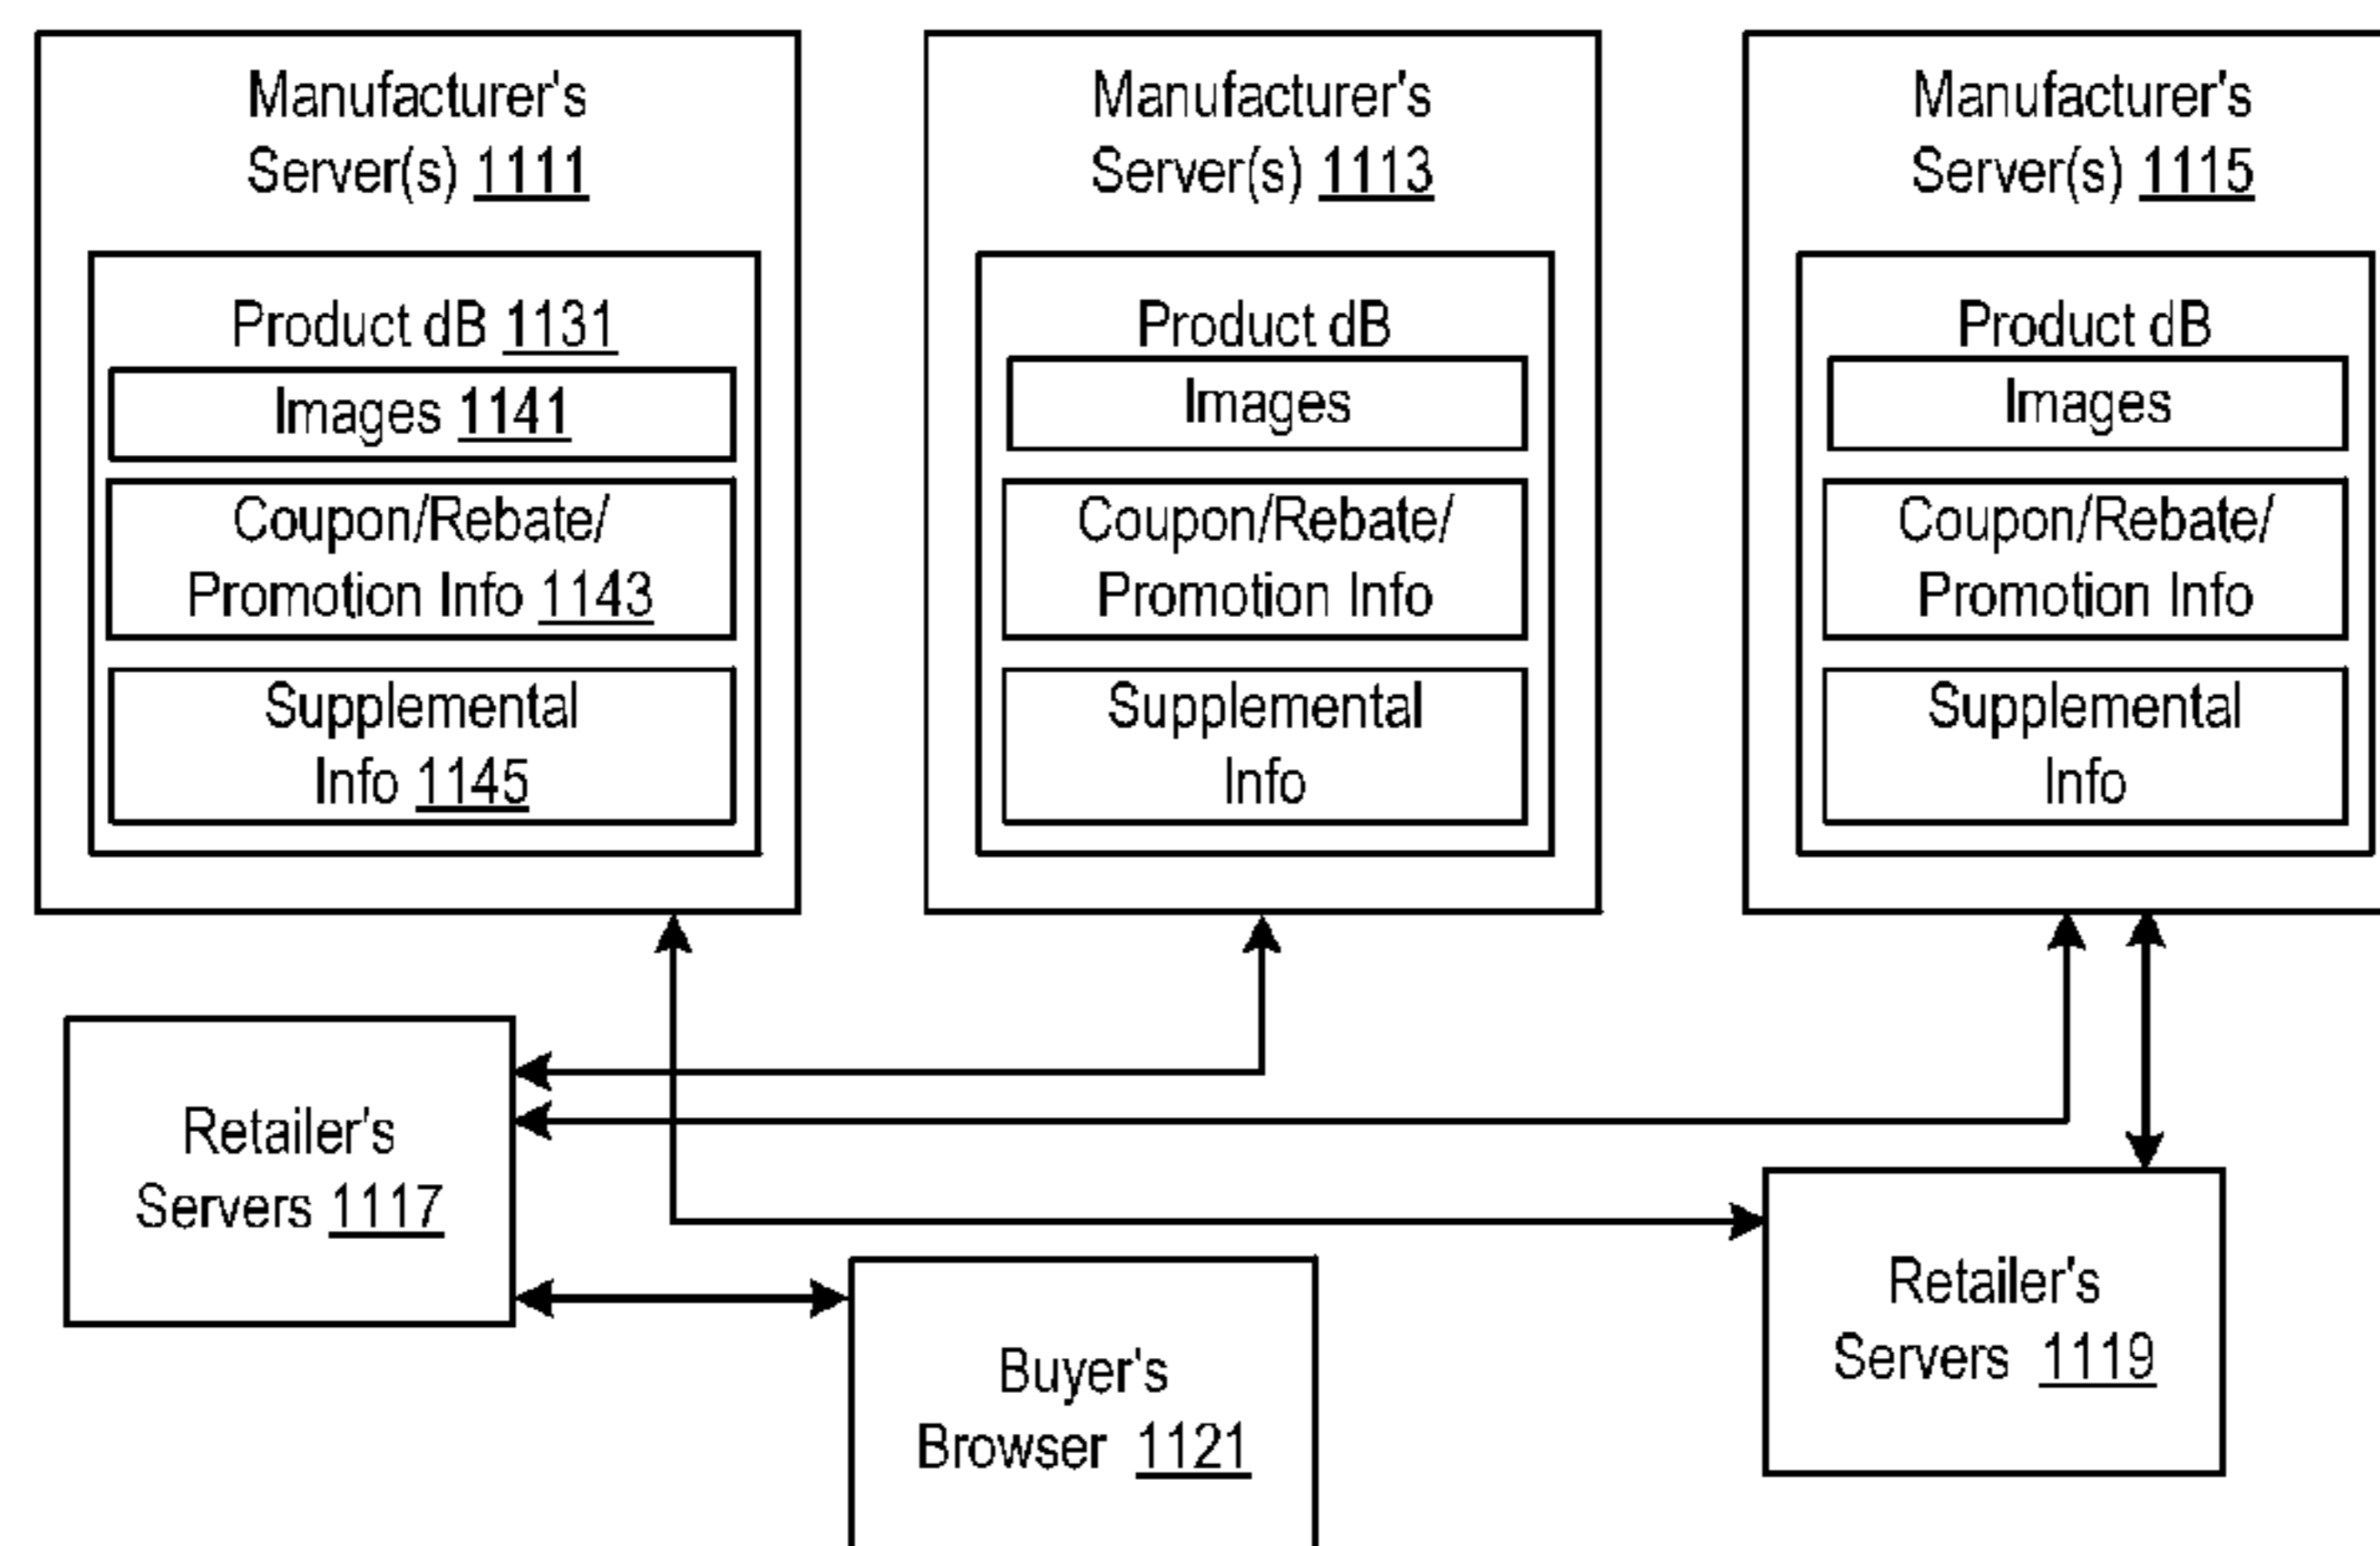 Manufacturer's
Server(s) 1111
Product dB 1131
Images 1141
Coupon/Rebate/
Promotion Info 1143
Supplemental
Info 1145
Manufacturer's
Server(s) 1113
Product dB
Images
Coupon/Rebate/
Promotion Info
Supplemental
Info
Manufacturer's
Server(s) 1115
Product dB
Images
Coupon/Rebate/
Promotion Info
Supplemental
Info
Retailer's
Servers 1117
Buyer's
Browser 1121
Retailer's
Servers 1119